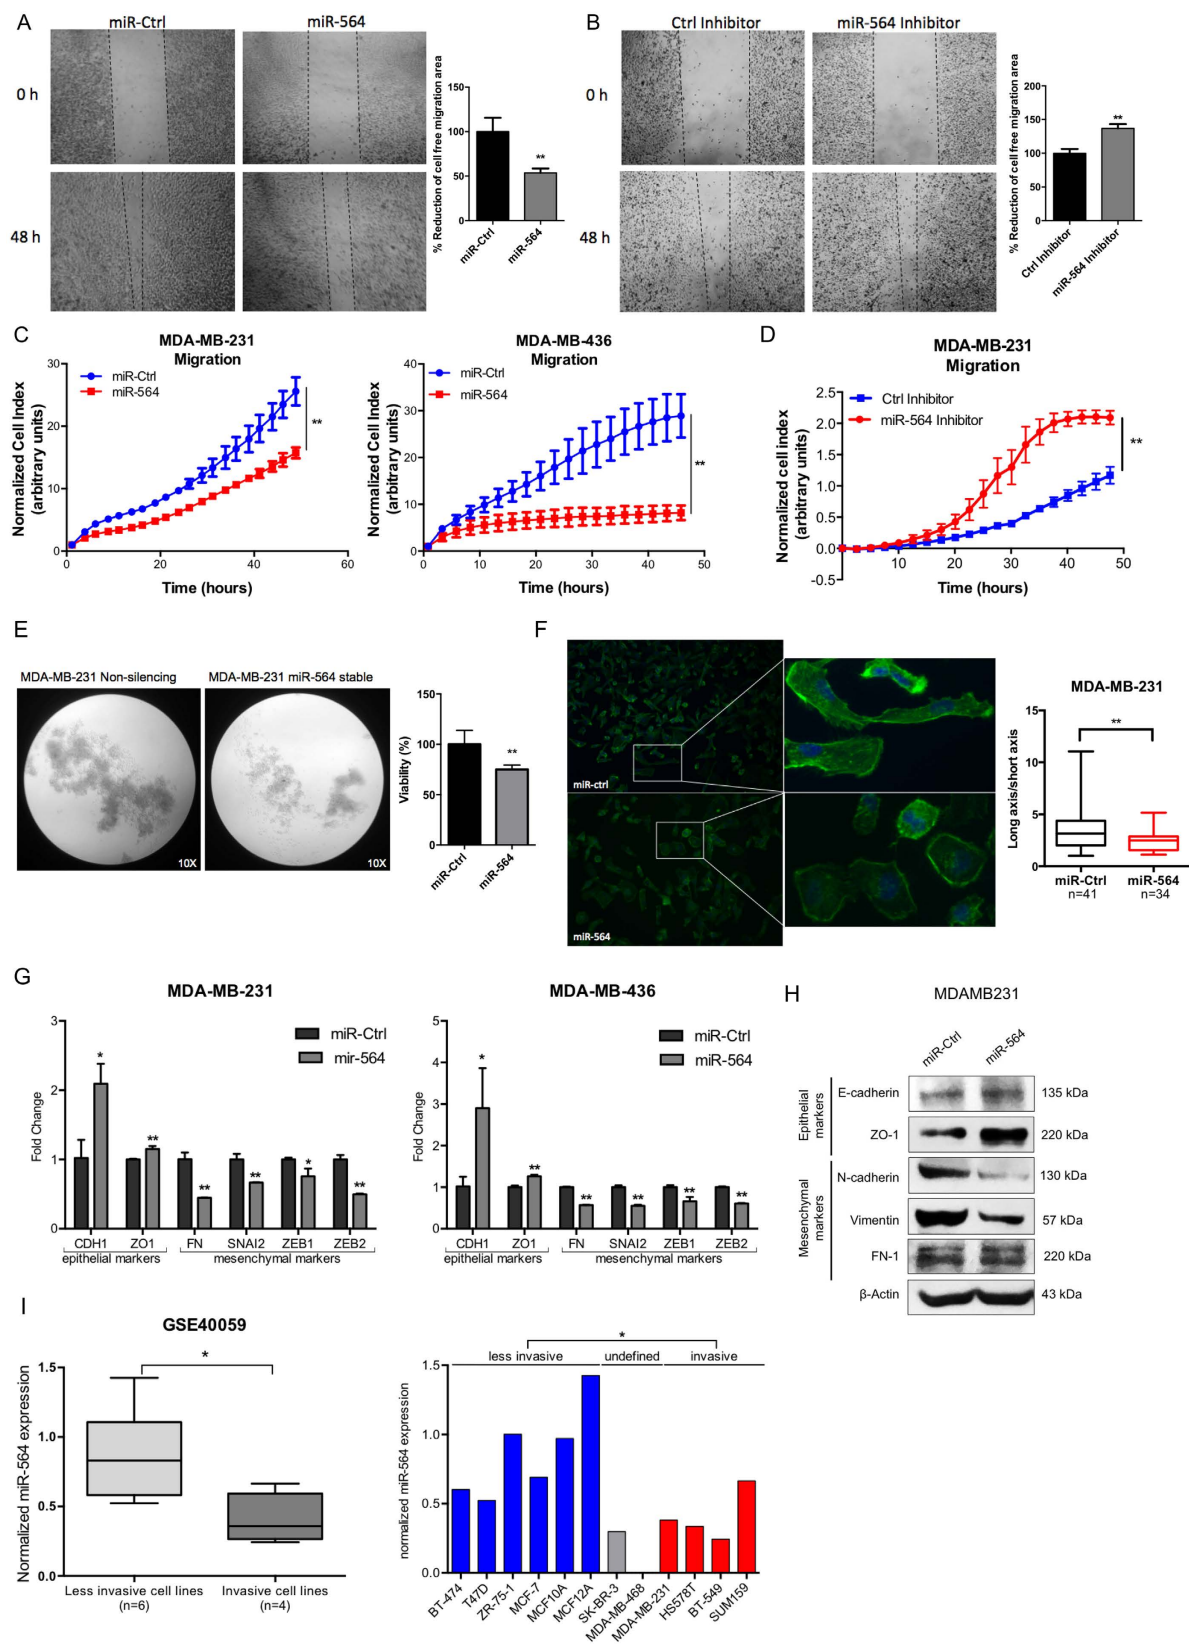 A
miR-Ctrl
miR-564
0 h
48 h
% Reduction of cell free migration area
150
100
50
0
**
miR-Ctrl
miR-564
B
Ctrl Inhibitor
miR-564 Inhibitor
0 h
48 h
% Reduction of cell free migration area
200
150
100
50
0
**
Ctrl Inhibitor
miR-564 Inhibitor
C
MDA-MB-231
Migration
Normalized Cell Index
(arbitrary units)
30
20
10
0
miR-Ctrl
miR-564
**
0
20
40
60
Time (hours)
MDA-MB-436
Migration
Normalized Cell Index
(arbitrary units)
40
30
20
10
0
miR-Ctrl
miR-564
**
0
10
20
30
40
50
Time (hours)
D
MDA-MB-231
Migration
Normalized cell index
(arbitrary units)
2.5
2.0
1.5
1.0
0.5
0.0
-0.5
Ctrl Inhibitor
miR-564 Inhibitor
**
10
20
30
40
50
Time (hours)
E
MDA-MB-231 Non-silencing
MDA-MB-231 miR-564 stable
10X
10X
Viability (%)
150
100
50
0
**
miR-Ctrl
miR-564
F
miR-ctrl
miR-564
MDA-MB-231
Long axis/short axis
15
10
5
0
**
miR-Ctrl
n=41
miR-564
n=34
G
MDA-MB-231
Fold Change
3
2
1
0
miR-Ctrl
mir-564
*
**
**
**
*
**
CDH1
ZO1
FN
SNAI2
ZEB1
ZEB2
epithelial markers
mesenchymal markers
MDA-MB-436
Fold Change
5
4
3
2
1
0
miR-Ctrl
miR-564
*
**
**
**
**
**
CDH1
ZO1
FN
SNAI2
ZEB1
ZEB2
epithelial markers
mesenchymal markers
H
MDAMB231
miR-Ctrl
miR-564
Epithelial
markers
Mesenchymal
markers
E-cadherin
135 kDa
ZO-1
220 kDa
N-cadherin
130 kDa
Vimentin
57 kDa
FN-1
220 kDa
β-Actin
43 kDa
I
GSE40059
Normalized miR-564 expression
1.5
1.0
0.5
0.0
*
Less invasive cell lines
(n=6)
Invasive cell lines
(n=4)
normalized miR-564 expression
1.5
1.0
0.5
0.0
*
less invasive
undefined
invasive
BT-474
T47D
ZR-75-1
MCF-7
MCF10A
MCF12A
SK-BR-3
MDA-MB-468
MDA-MB-231
HS578T
BT-549
SUM159